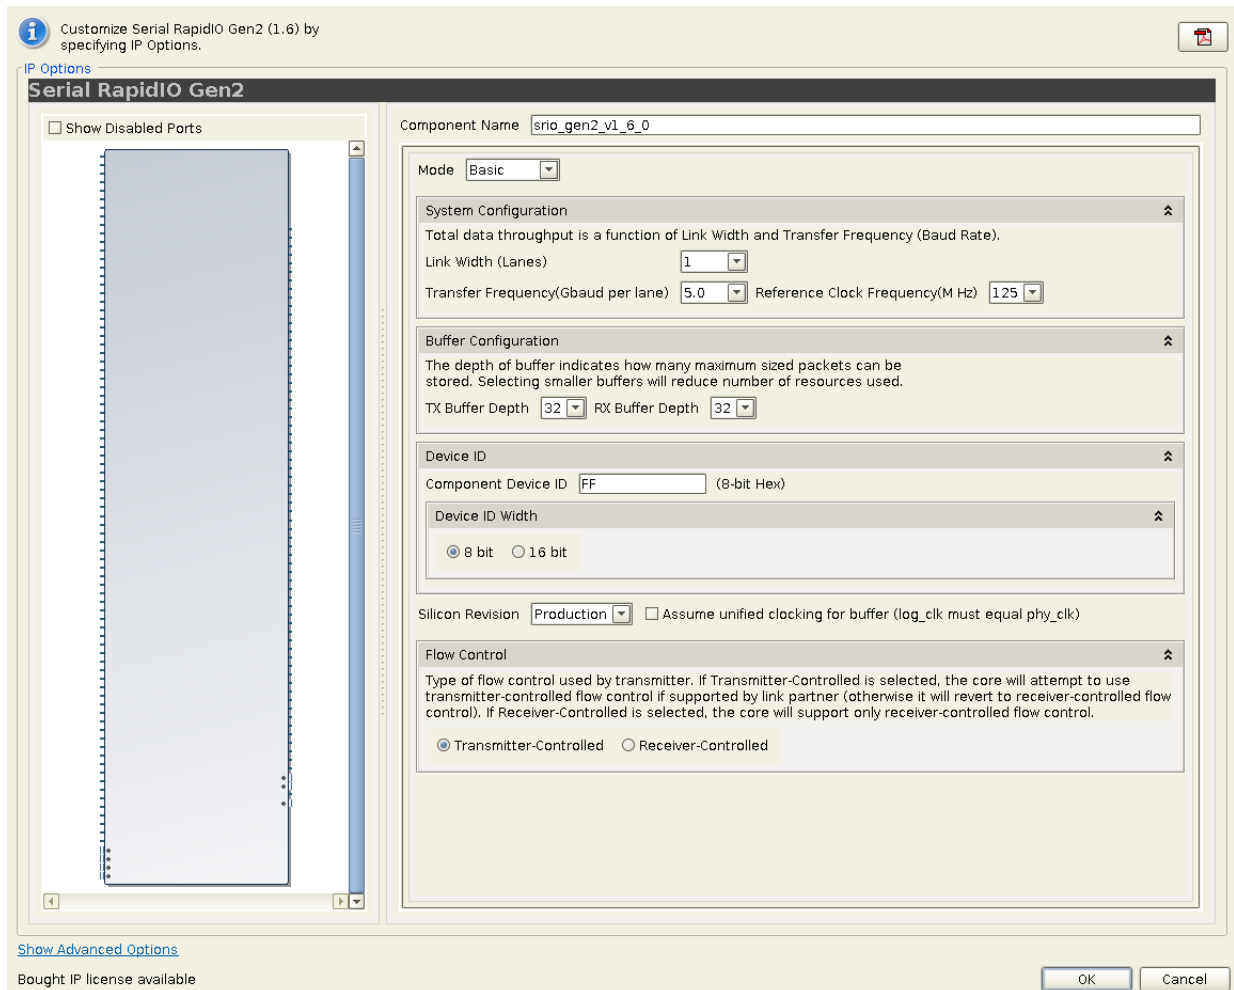 Customize Serial RapidIO Gen2 (1.6) by
specifying IP Options.
IP Options
Serial RapidIO Gen2
Show Disabled Ports
Component Name srio_gen2_v1_6_0
Mode Basic
System Configuration
Total data throughput is a function of Link Width and Transfer Frequency (Baud Rate).
Link Width (Lanes) 1
Transfer Frequency(Gbaud per lane) 5.0 Reference Clock Frequency(M Hz) 125
Buffer Configuration
The depth of buffer indicates how many maximum sized packets can be
stored. Selecting smaller buffers will reduce number of resources used.
TX Buffer Depth 32 RX Buffer Depth 32
Device ID
Component Device ID FF (8-bit Hex)
Device ID Width
8 bit 16 bit
Silicon Revision Production Assume unified clocking for buffer (log_clk must equal phy_clk)
Flow Control
Type of flow control used by transmitter. If Transmitter-Controlled is selected, the core will attempt to use
transmitter-controlled flow control if supported by link partner (otherwise it will revert to receiver-controlled flow
control). If Receiver-Controlled is selected, the core will support only receiver-controlled flow control.
Transmitter-Controlled Receiver-Controlled
Show Advanced Options
Bought IP license available
OK Cancel